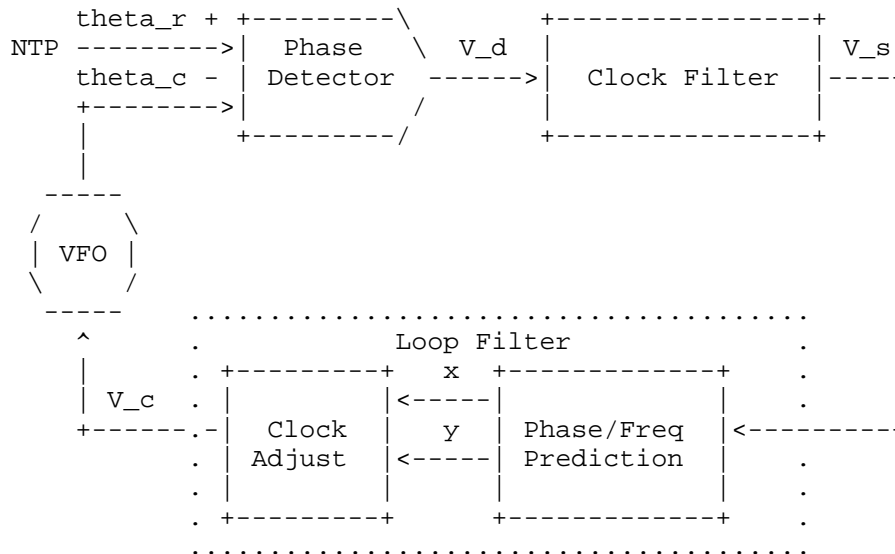 theta_r +
NTP Phase V_d V_s
theta_c - Detector Clock Filter
VFO
Loop Filter
x
V_c
Clock y Phase/Freq
Adjust Prediction